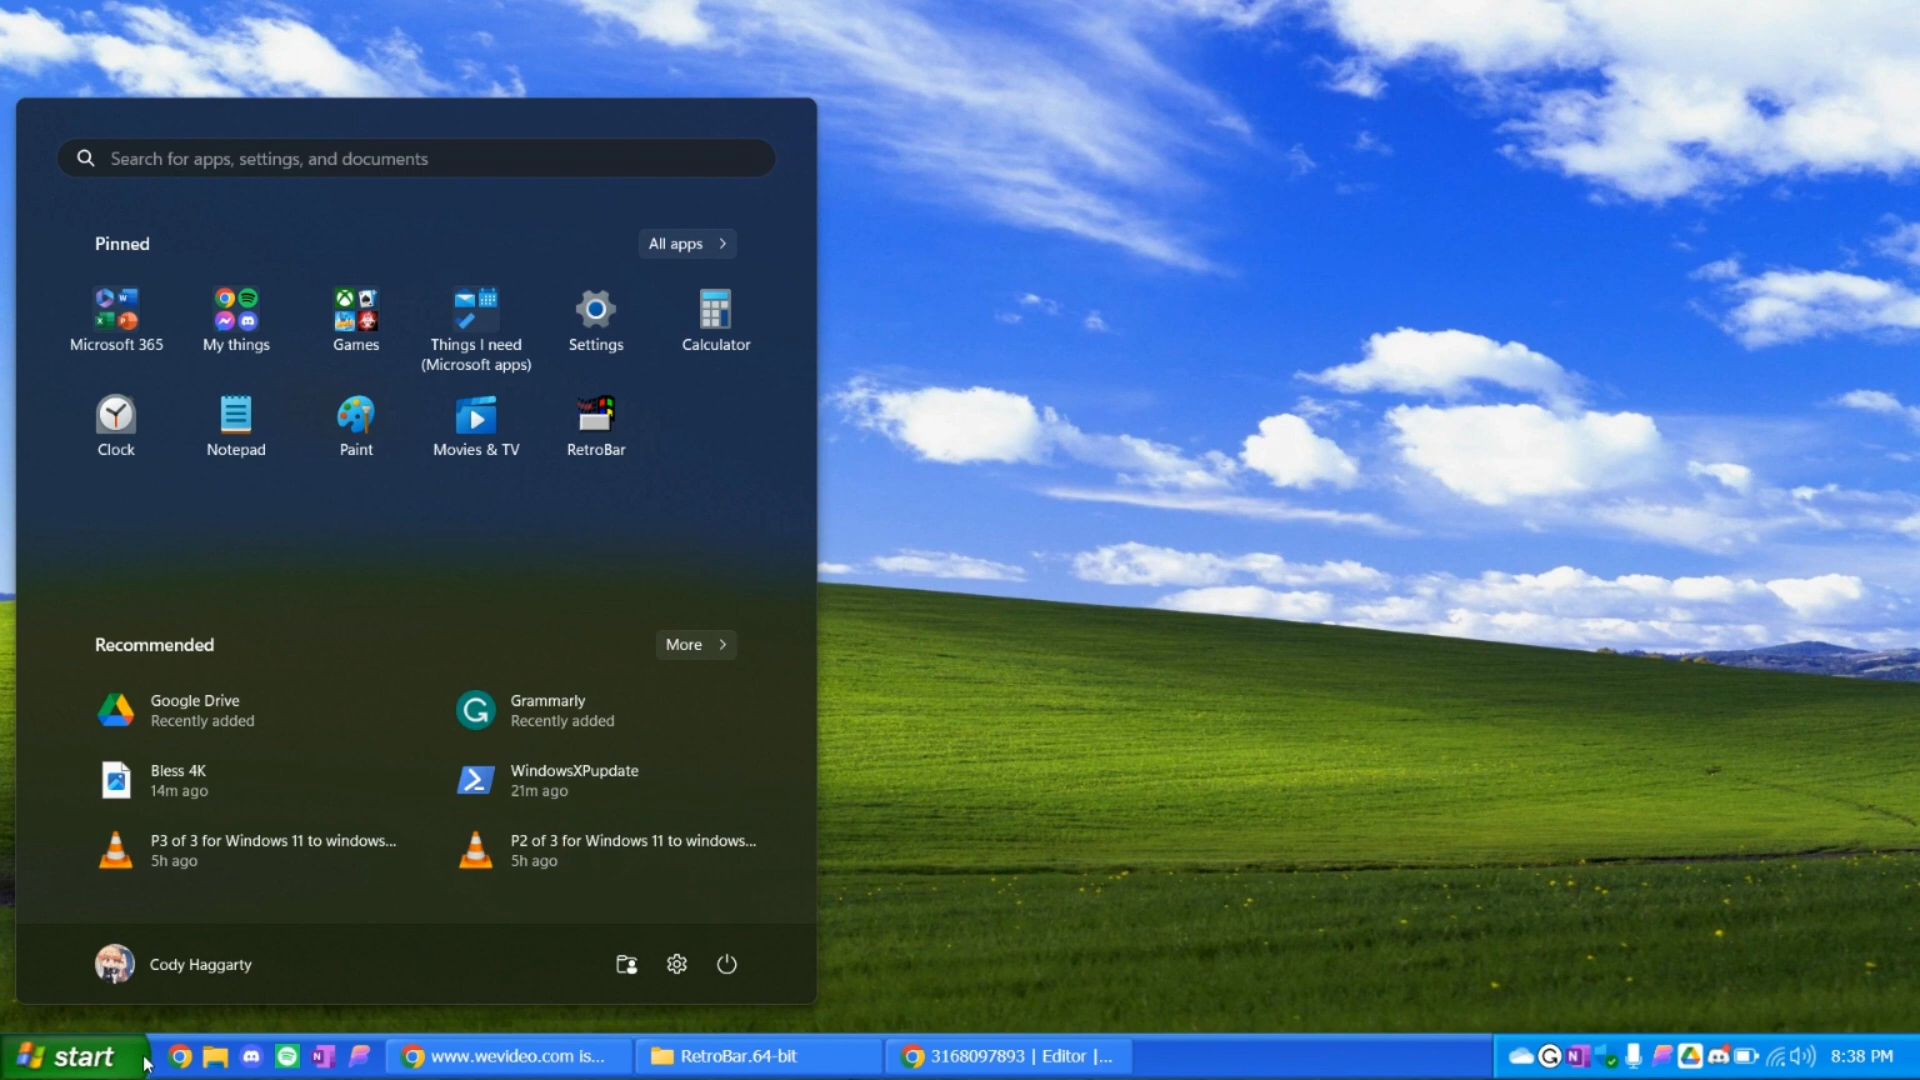 Search for apps, settings, and documents
Pinned
All apps
Microsoft 365
My things
Games
Things I need
(Microsoft apps)
Settings
Calculator
Clock
Notepad
Paint
Movies & TV
RetroBar
Recommended
More
Google Drive
Recently added
Grammarly
Recently added
Bless 4K
14m ago
WindowsXPupdate
21m ago
P3 of 3 for Windows 11 to windows...
5h ago
P2 of 3 for Windows 11 to windows...
5h ago
Cody Haggarty
start
www.wevideo.com is...
RetroBar.64-bit
3168097893 | Editor |...
8:38 PM